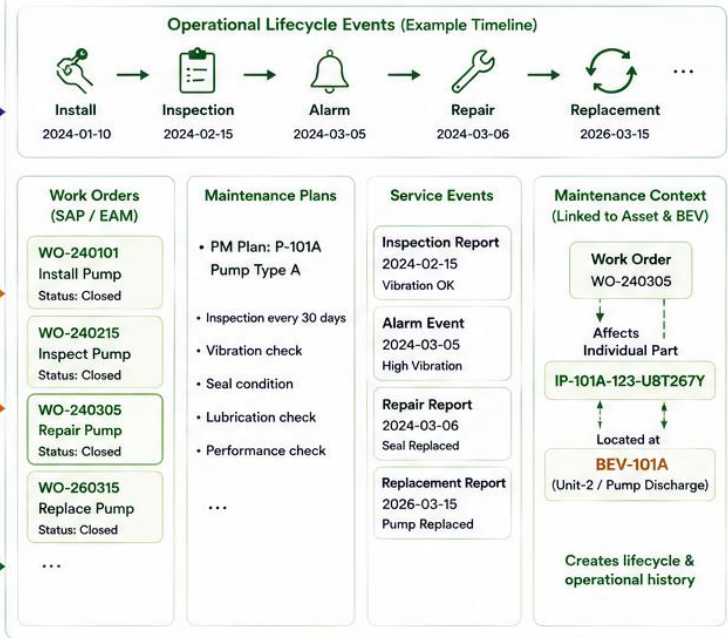 Operational Lifecycle Events (Example Timeline)
Install
2024-01-10
Inspection
2024-02-15
Alarm
2024-03-05
Repair
2024-03-06
Replacement
2026-03-15
...
Work Orders
(SAP / EAM)
WO-240101
Install Pump
Status: Closed
WO-240215
Inspect Pump
Status: Closed
WO-240305
Repair Pump
Status: Closed
WO-260315
Replace Pump
Status: Closed
...
Maintenance Plans
• PM Plan: P-101A
Pump Type A
• Inspection every 30 days
• Vibration check
• Seal condition
• Lubrication check
• Performance check
...
Service Events
Inspection Report
2024-02-15
Vibration OK
Alarm Event
2024-03-05
High Vibration
Repair Report
2024-03-06
Seal Replaced
Replacement Report
2026-03-15
Pump Replaced
Maintenance Context
(Linked to Asset & BEV)
Work Order
WO-240305
Affects
Individual Part
IP-101A-123-U8T267Y
Located at
BEV-101A
(Unit-2 / Pump Discharge)
Creates lifecycle &
operational history